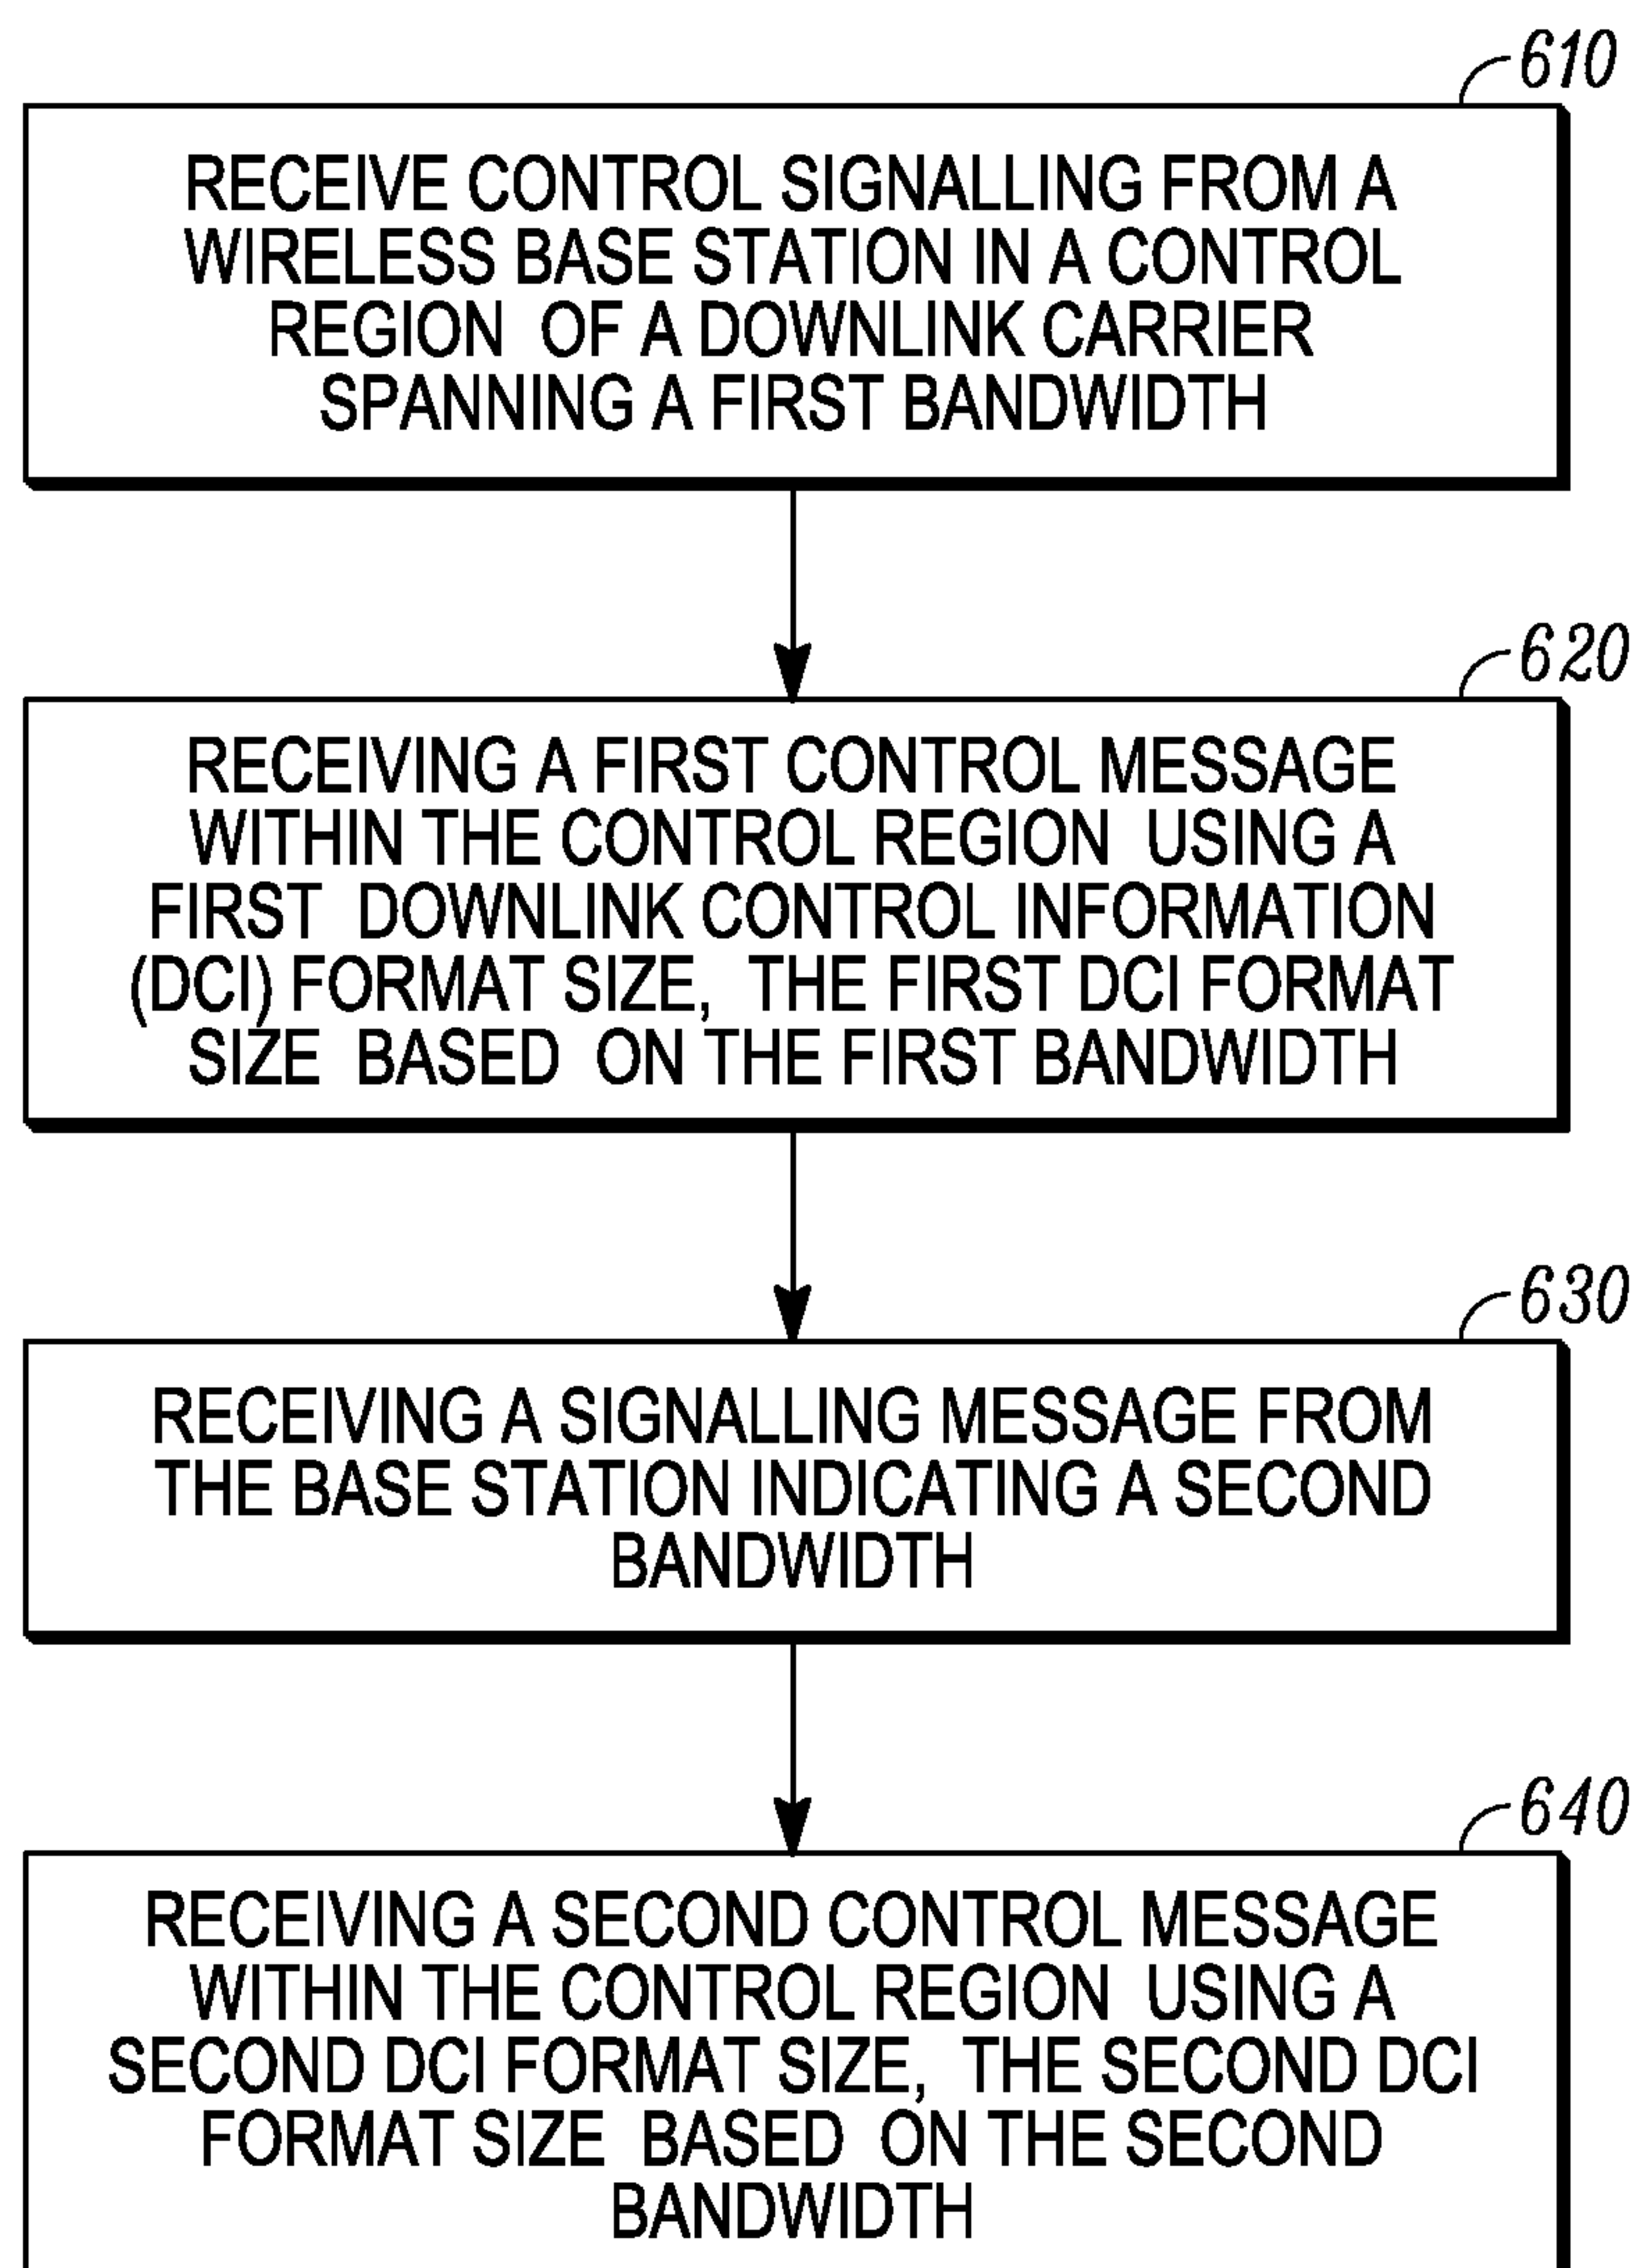 610
RECEIVE CONTROL SIGNALLING FROM A
WIRELESS BASE STATION IN A CONTROL
REGION OF A DOWNLINK CARRIER
SPANNING A FIRST BANDWIDTH
620
RECEIVING A FIRST CONTROL MESSAGE
WITHIN THE CONTROL REGION USING A
FIRST DOWNLINK CONTROL INFORMATION
(DCI) FORMAT SIZE, THE FIRST DCI FORMAT
SIZE BASED ON THE FIRST BANDWIDTH
630
RECEIVING A SIGNALLING MESSAGE FROM
THE BASE STATION INDICATING A SECOND
BANDWIDTH
640
RECEIVING A SECOND CONTROL MESSAGE
WITHIN THE CONTROL REGION USING A
SECOND DCI FORMAT SIZE, THE SECOND DCI
FORMAT SIZE BASED ON THE SECOND
BANDWIDTH